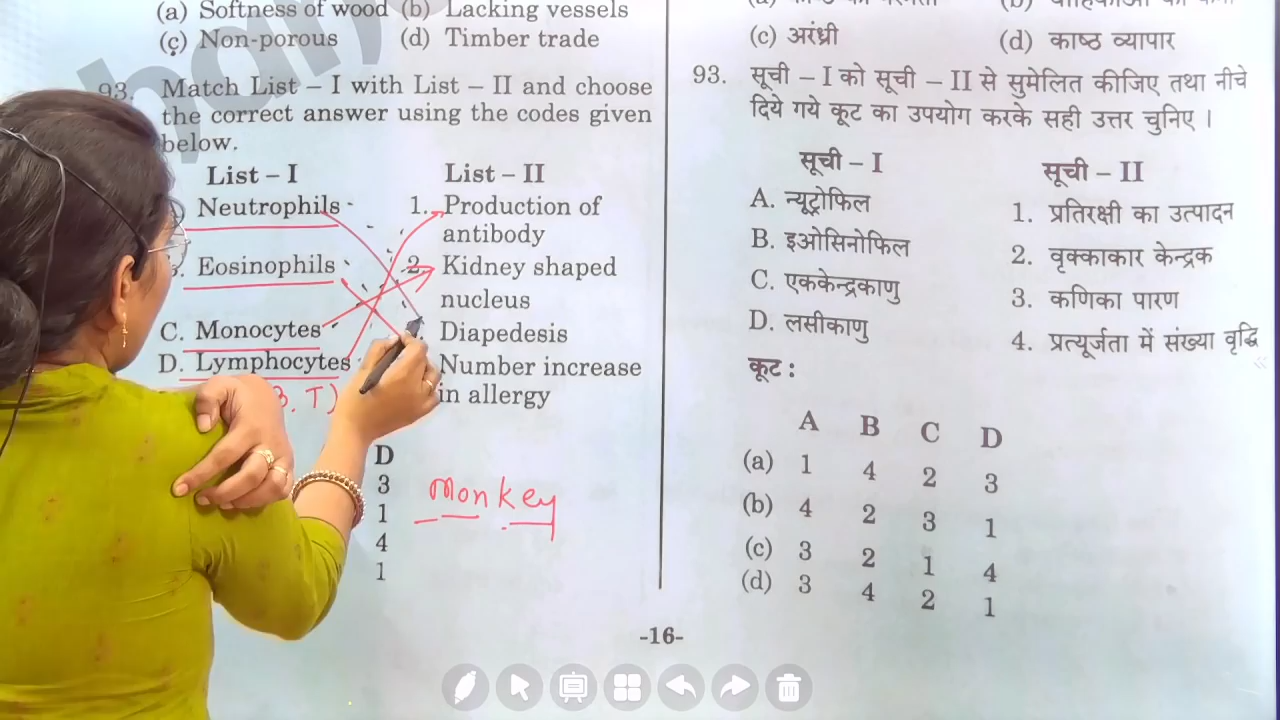 (a) Softness of wood (b) Lacking vessels
(c) Non-porous (d) Timber trade
93. Match List – I with List – II and choose
the correct answer using the codes given
below.
List – I List – II
Neutrophils 1. Production of
antibody
Eosinophils 2. Kidney shaped
nucleus
C. Monocytes Diapedesis
D. Lymphocytes Number increase
in allergy
B, T)
D
3
1
4
1
Monkey
(c) अरंध्री (d) काष्ठ व्यापार
93. सूची – I को सूची – II से सुमेलित कीजिए तथा नीचे
दिये गये कूट का उपयोग करके सही उत्तर चुनिए ।
सूची – I सूची – II
A. न्यूट्रोफिल 1. प्रतिरक्षी का उत्पादन
B. इओसिनोफिल 2. वृक्काकार केन्द्रक
C. एककेन्द्रकाणु 3. कणिका पारण
D. लसीकाणु 4. प्रत्यूर्जता में संख्या वृद्धि
कूट :
A B C D
(a) 1 4 2 3
(b) 4 2 3 1
(c) 3 2 1 4
(d) 3 4 2 1
-16-